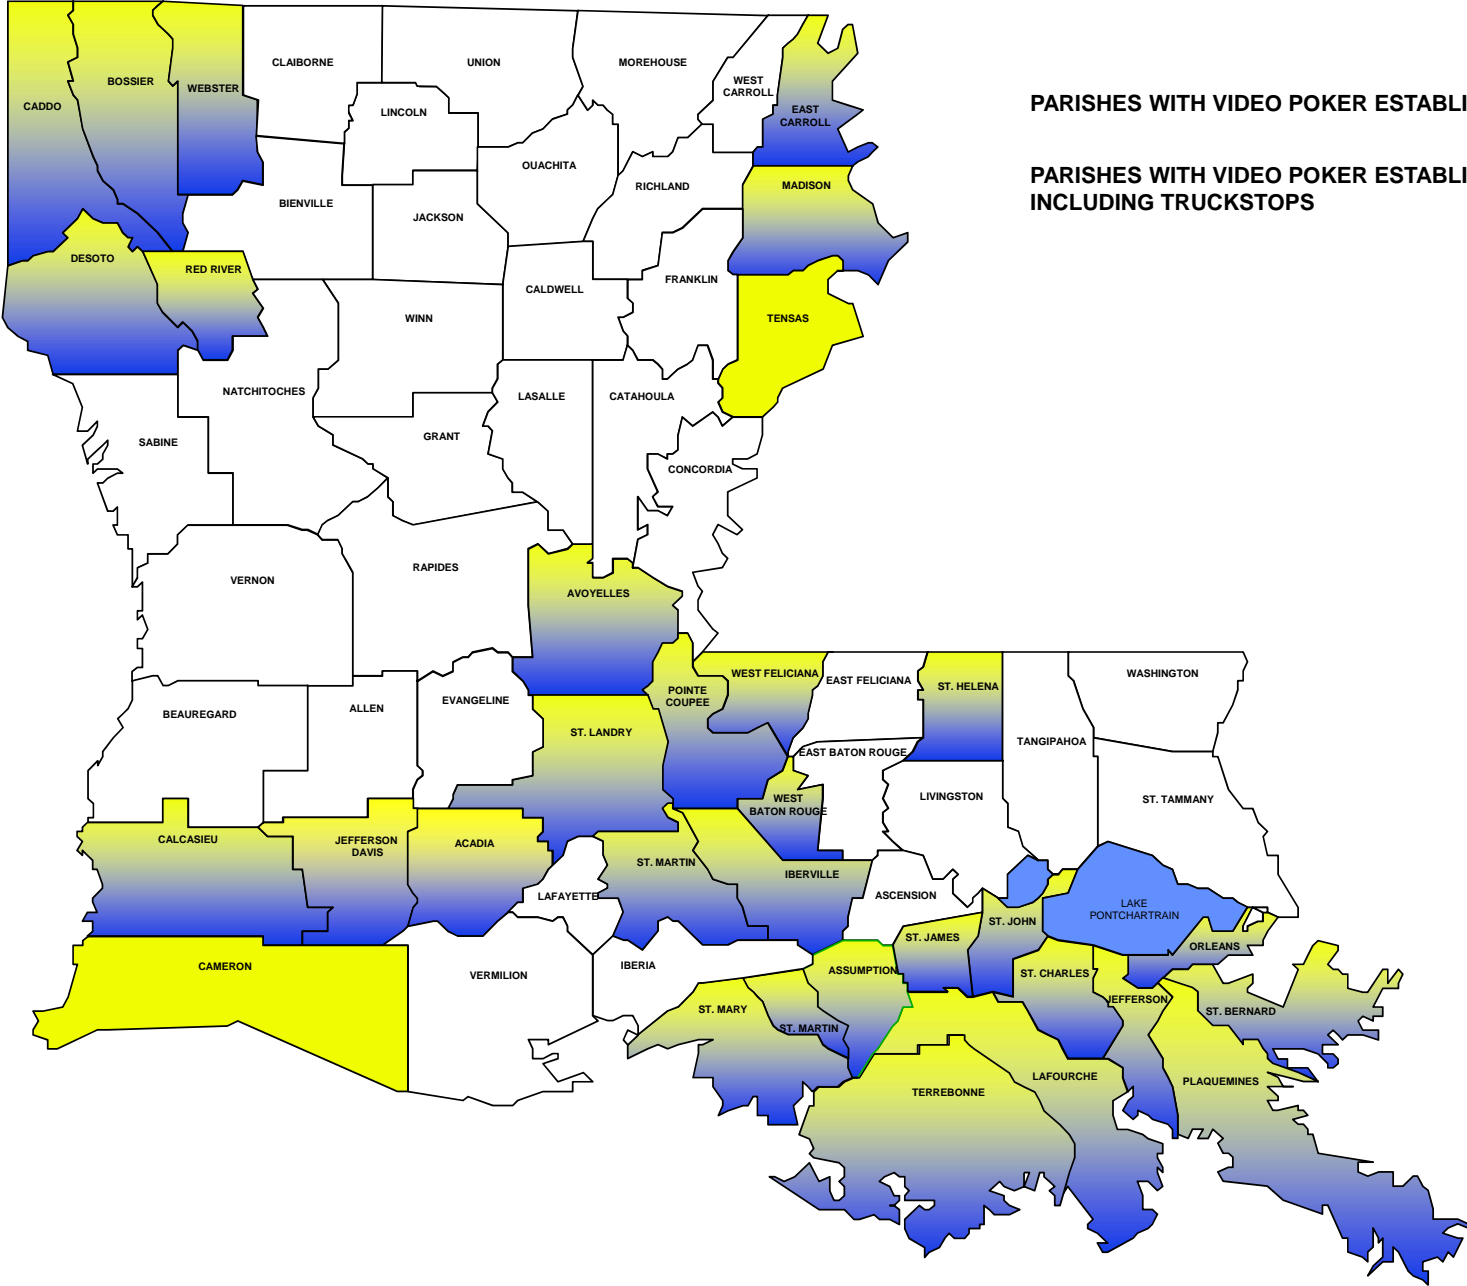 PARISHES WITH VIDEO POKER ESTABLI
PARISHES WITH VIDEO POKER ESTABLI
INCLUDING TRUCKSTOPS
CADDO
BOSSIER
WEBSTER
CLAIBORNE
UNION
MOREHOUSE
WEST
CARROLL
EAST
CARROLL
LINCOLN
OUACHITA
RICHLAND
MADISON
BIENVILLE
JACKSON
DESOTO
RED RIVER
CALDWELL
FRANKLIN
WINN
TENSAS
NATCHITOCHES
LASALLE
CATAHOULA
SABINE
GRANT
CONCORDIA
VERNON
RAPIDES
AVOYELLES
BEAUREGARD
ALLEN
EVANGELINE
ST. LANDRY
POINTE
COUPEE
WEST FELICIANA
EAST FELICIANA
ST. HELENA
WASHINGTON
TANGIPAHOA
EAST BATON ROUGE
WEST
BATON ROUGE
LIVINGSTON
ST. TAMMANY
CALCASIEU
JEFFERSON
DAVIS
ACADIA
LAFAYETTE
ST. MARTIN
IBERVILLE
ASCENSION
ST. JOHN
LAKE
PONTCHARTRAIN
ST. JAMES
ORLEANS
CAMERON
VERMILION
IBERIA
ASSUMPTION
ST. CHARLES
JEFFERSON
ST. BERNARD
ST. MARY
ST. MARTIN
TERREBONNE
LAFOURCHE
PLAQUEMINES